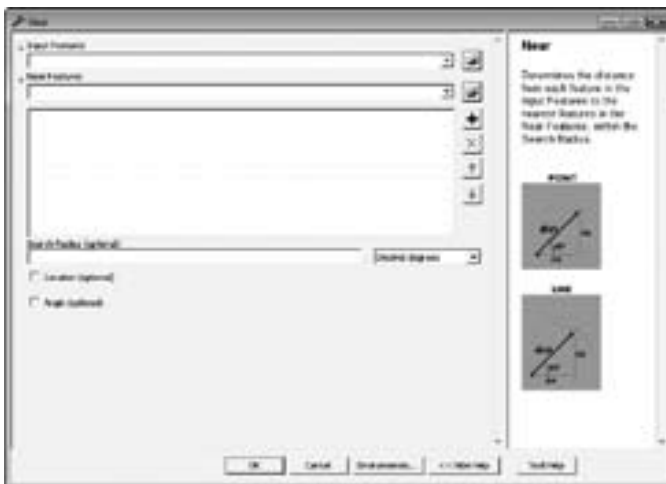 Near
Input Features
Near Features
Search Radius (optional)
Decimal degrees
Location (optional)
Angle (optional)
OK
Cancel
Environments...
<< Hide Help
Near
Determines the distance
from each feature in the
Input Features to the
nearest features in the
Near Features, within the
Search Radius.
POINT
LINE
Tool Help